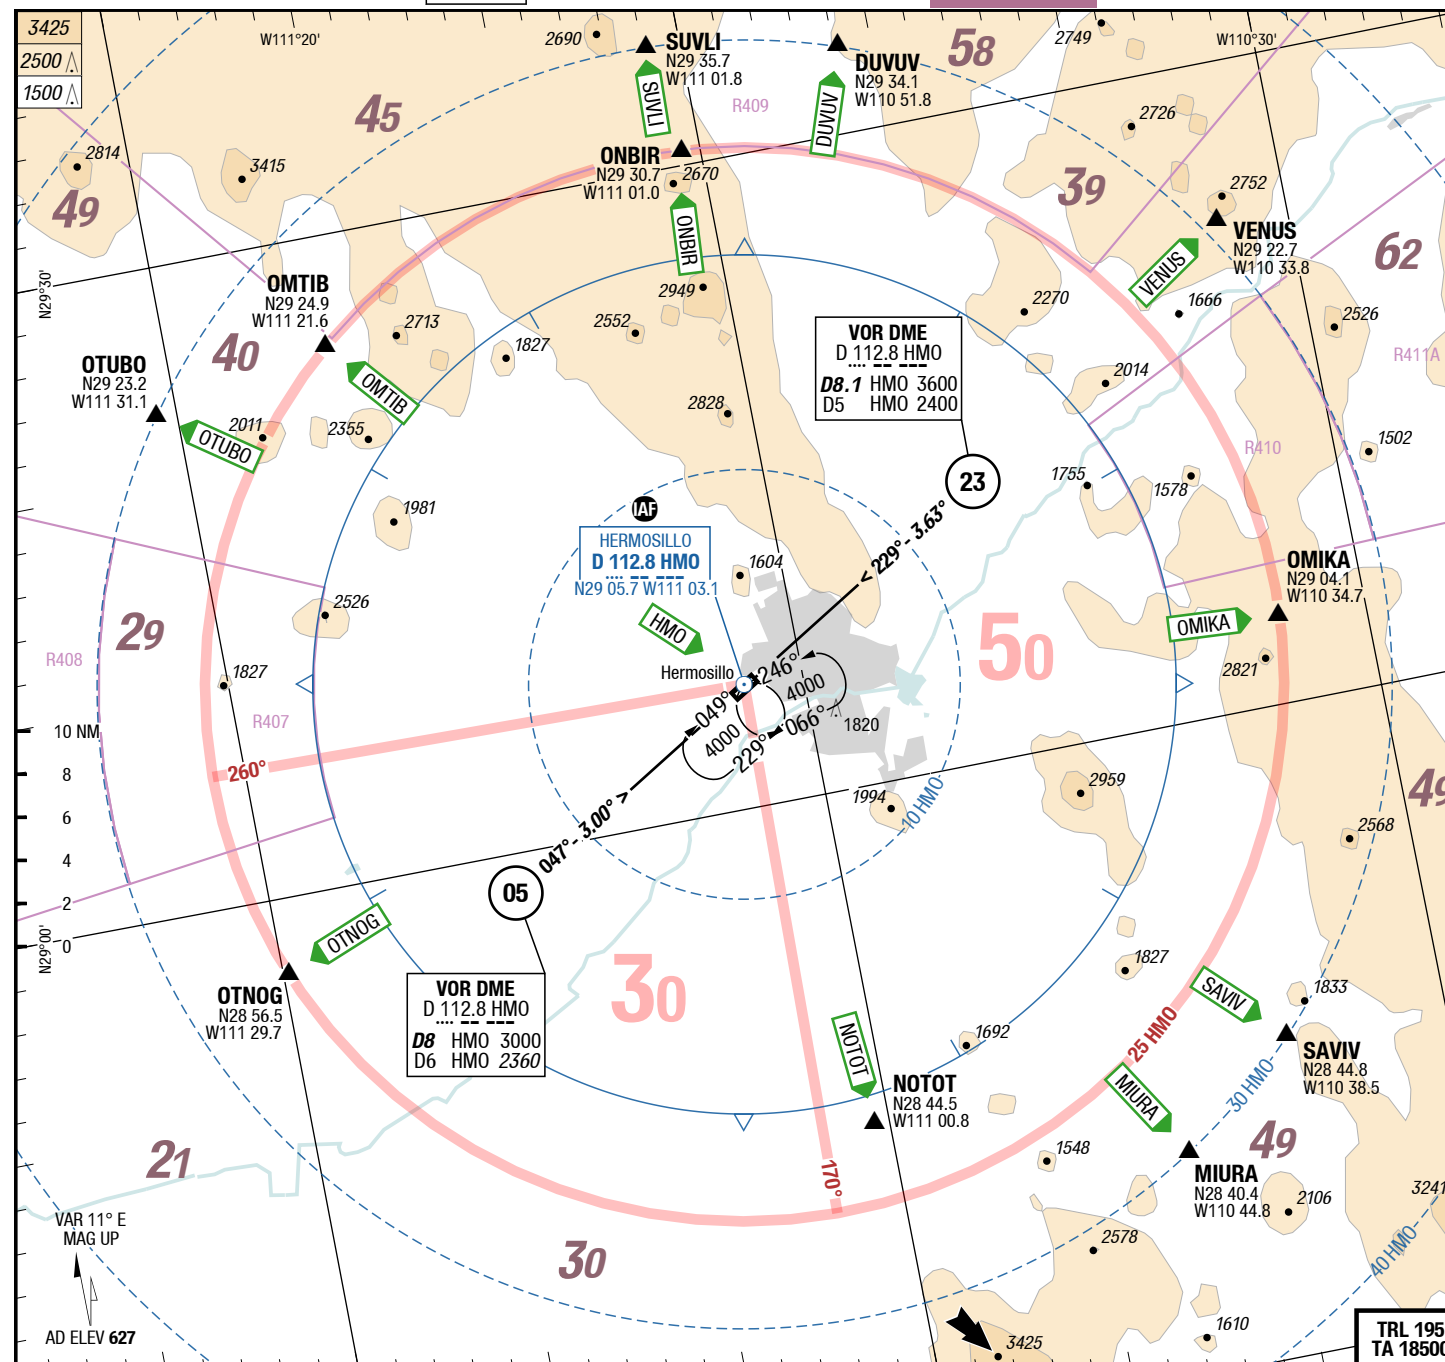 3425
2500
1500
W111°20'
2690
SUVLI
N29 35.7
W111 01.8
SUVLI
R409
DUVUV
N29 34.1
W110 51.8
DUVUV
58
2749
W110°30'
45
2726
2814
3415
49
ONBIR
N29 30.7
W111 01.0
2670
ONBIR
39
2752
VENUS
N29 22.7
W110 33.8
VENUS
62
N29°30'
OMTIB
N29 24.9
W111 21.6
OMTIB
2949
2552
2713
1827
2270
1666
2526
R411A
40
OTUBO
N29 23.2
W111 31.1
OTUBO
2011
2355
2828
VOR DME
D 112.8 HMO
D8.1 HMO 3600
D5 HMO 2400
2014
1502
R410
23
1755
1578
1981
IAF
HERMOSILLO
D 112.8 HMO
N29 05.7 W111 03.1
1604
< 229°- 3.63°
OMIKA
N29 04.1
W110 34.7
OMIKA
2526
29
HMO
50
R408
Hermosillo
246°
4000
2821
1827
049°
066°
1820
R407
4000
229°
10 NM
8
6
4
2
0
260°
2959
49
1994
10 HMO
047°- 3.00° >
2568
05
N29°00'
OTNOG
OTNOG
N28 56.5
W111 29.7
VOR DME
D 112.8 HMO
D8 HMO 3000
D6 HMO 2360
30
1827
SAVIV
1833
25 HMO
SAVIV
N28 44.8
W110 38.5
NOTOT
1692
NOTOT
N28 44.5
W111 00.8
30 HMO
MIURA
49
21
170°
1548
MIURA
N28 40.4
W110 44.8
2106
3241
VAR 11° E
MAG UP
30
2578
40 HMO
AD ELEV 627
3425
1610
TRL 195
TA 18500